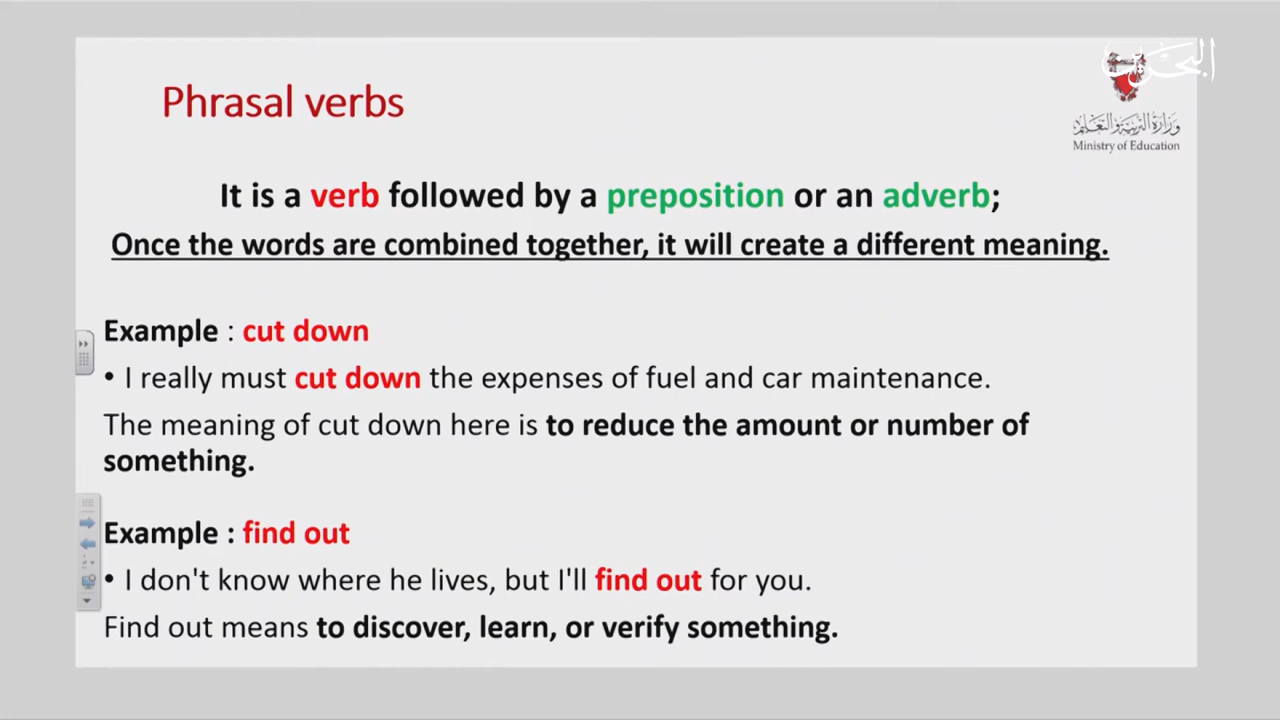 البحرين
Phrasal verbs
وزارة التربية والتعليم
Ministry of Education
It is a verb followed by a preposition or an adverb;
Once the words are combined together, it will create a different meaning.
Example : cut down
• I really must cut down the expenses of fuel and car maintenance.
The meaning of cut down here is to reduce the amount or number of
something.
Example : find out
• I don't know where he lives, but I'll find out for you.
Find out means to discover, learn, or verify something.